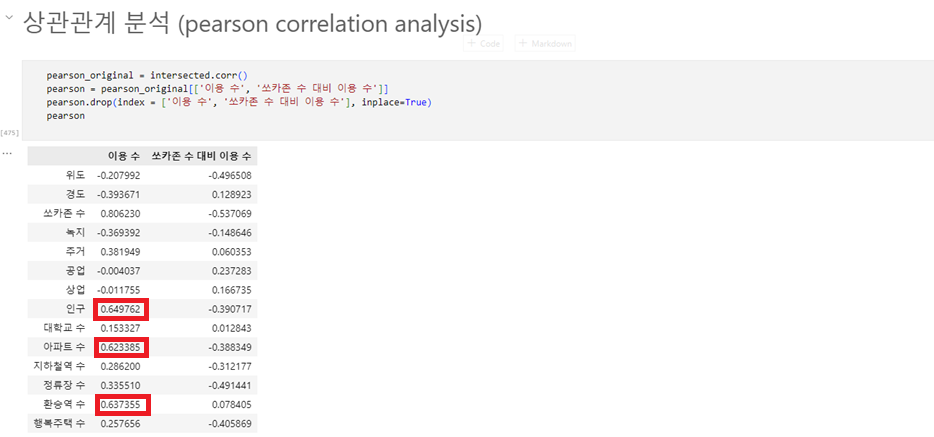 상관관계 분석 (pearson correlation analysis)
+ Code + Markdown
pearson_original = intersected.corr()
pearson = pearson_original[['이용 수', '쏘카존 수 대비 이용 수']]
pearson.drop(index = ['이용 수', '쏘카존 수 대비 이용 수'], inplace=True)
pearson
[475]
...
이용 수 쏘카존 수 대비 이용 수
위도 -0.207992 -0.496508
경도 -0.393671 0.128923
쏘카존 수 0.806230 -0.537069
녹지 -0.369392 -0.148646
주거 0.381949 0.060353
공업 -0.004037 0.237283
상업 -0.011755 0.166735
인구 0.649762 -0.390717
대학교 수 0.153327 0.012843
아파트 수 0.623385 -0.388349
지하철역 수 0.286200 -0.312177
정류장 수 0.335510 -0.491441
환승역 수 0.637355 0.078405
행복주택 수 0.257656 -0.405869